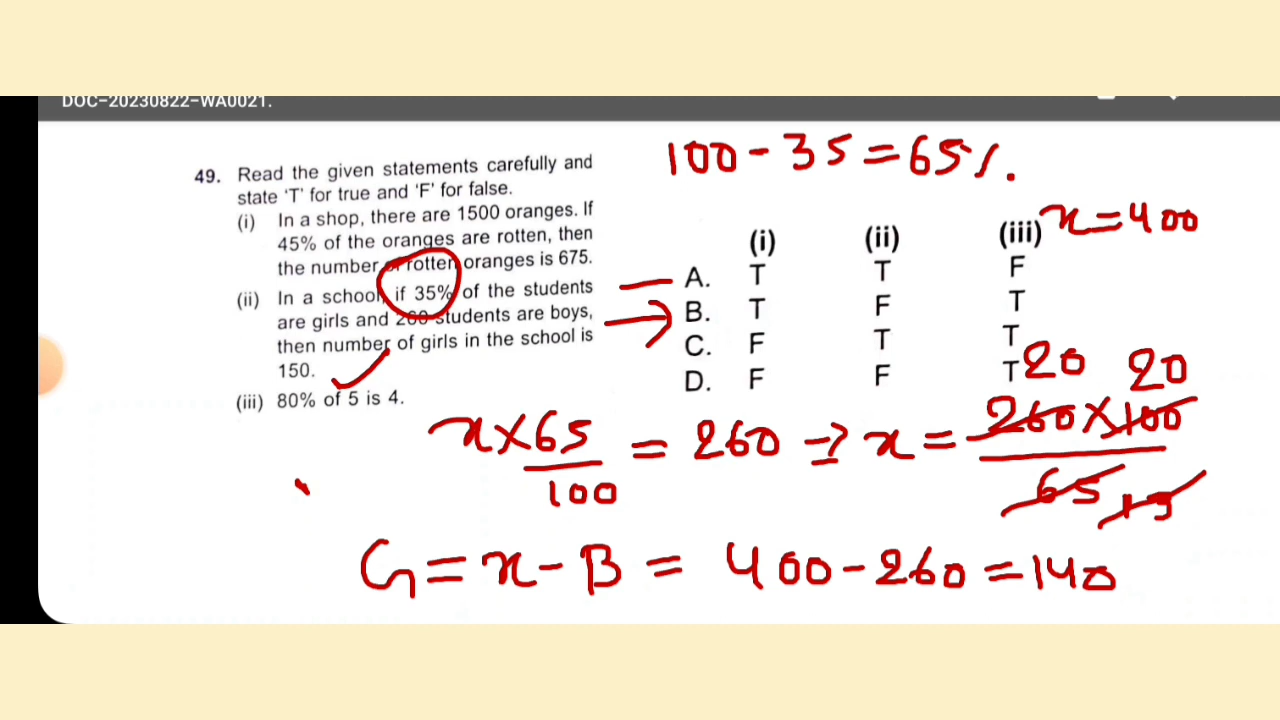 DOC-20230822-WA0021.
49. Read the given statements carefully and
state 'T' for true and 'F' for false.
(i) In a shop, there are 1500 oranges. If
45% of the oranges are rotten, then
the number of rotten oranges is 675.
(ii) In a school, if 35% of the students
are girls and 260 students are boys,
then number of girls in the school is
150.
(iii) 80% of 5 is 4.
100 - 35 = 65%.
x = 400
(i) (ii) (iii)
A. T T F
B. T F T
C. F T T
D. F F T
20 20
x × 65 / 100 = 260 → x = 260 × 100 / 65 13
G = x - B = 400 - 260 = 140